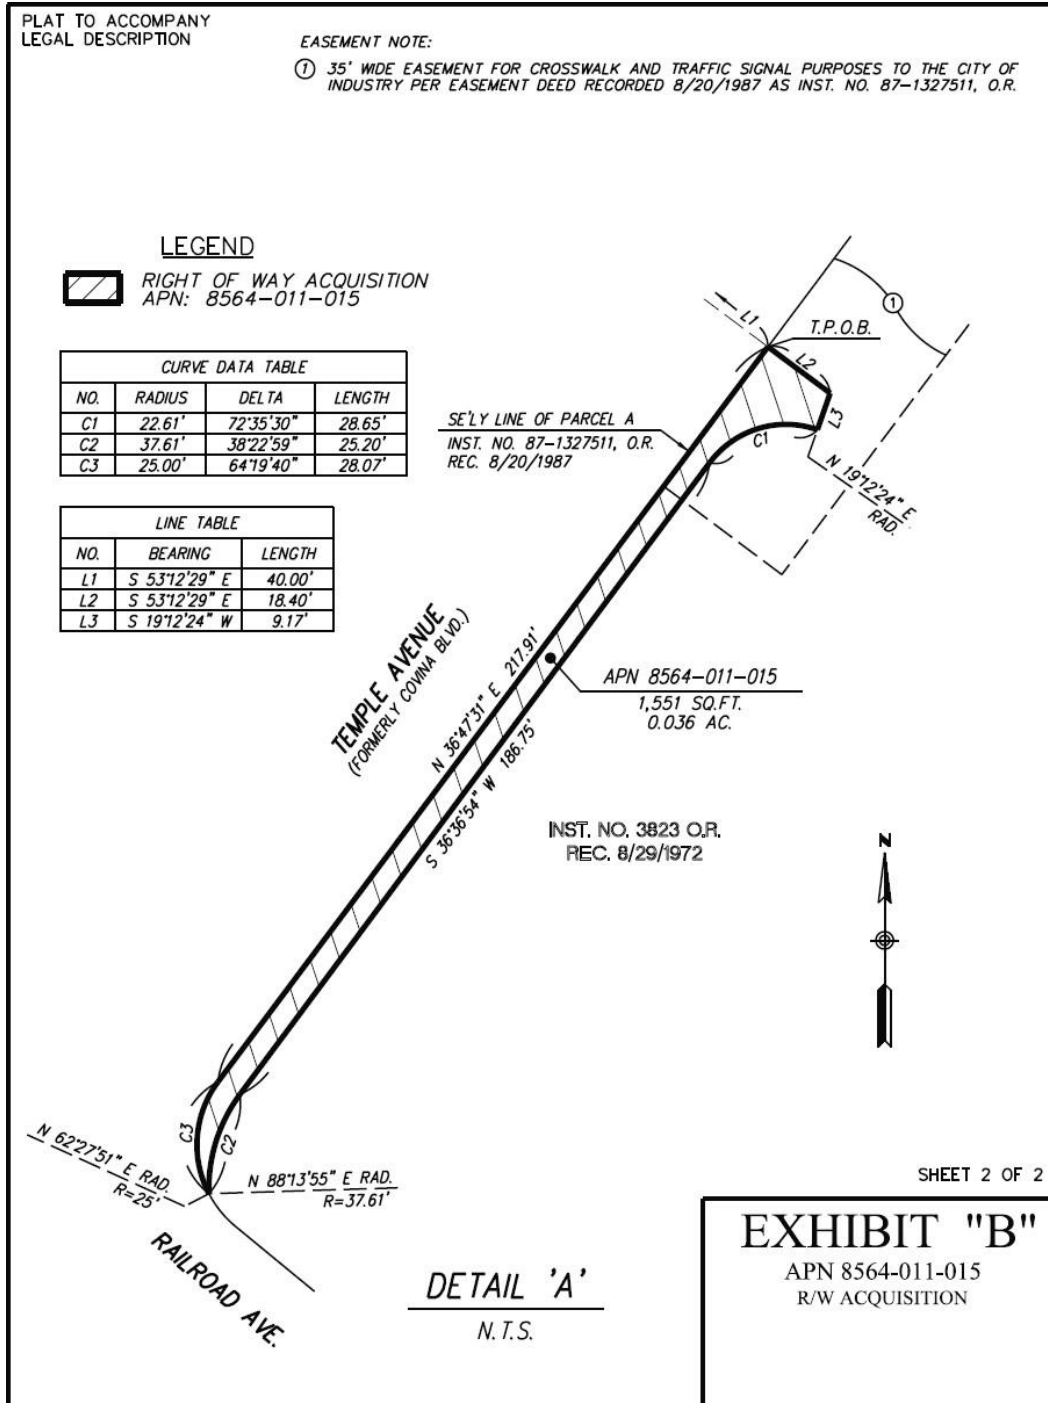 PLAT TO ACCOMPANY
LEGAL DESCRIPTION
EASEMENT NOTE:
1 35' WIDE EASEMENT FOR CROSSWALK AND TRAFFIC SIGNAL PURPOSES TO THE CITY OF
INDUSTRY PER EASEMENT DEED RECORDED 8/20/1987 AS INST. NO. 87-1327511, O.R.
LEGEND
RIGHT OF WAY ACQUISITION
APN: 8564-011-015
CURVE DATA TABLE
NO. RADIUS DELTA LENGTH
C1 22.61' 72°35'30" 28.65'
C2 37.61' 38°22'59" 25.20'
C3 25.00' 64°19'40" 28.07'
LINE TABLE
NO. BEARING LENGTH
L1 S 53°12'29" E 40.00'
L2 S 53°12'29" E 18.40'
L3 S 19°12'24" W 9.17'
1
L1
T.P.O.B.
L2
L3
C1
SE'LY LINE OF PARCEL A
INST. NO. 87-1327511, O.R.
REC. 8/20/1987
N 19°12'24" E
RAD.
TEMPLE AVENUE
(FORMERLY COVINA BLVD.)
N 36°47'31" E 217.91'
S 36°36'54" W 186.75'
APN 8564-011-015
1,551 SQ.FT.
0.036 AC.
INST. NO. 3823 O.R.
REC. 8/29/1972
N
C3
C2
N 62°27'51" E RAD.
R=25'
N 88°13'55" E RAD.
R=37.61'
RAILROAD AVE.
DETAIL 'A'
N.T.S.
SHEET 2 OF 2
EXHIBIT "B"
APN 8564-011-015
R/W ACQUISITION